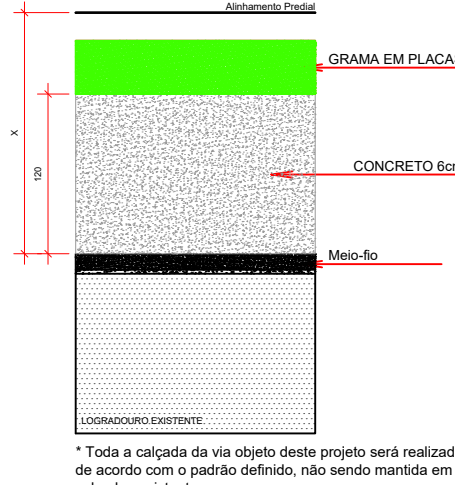 Alinhamento Predial
GRAMA EM PLACA
X
120
CONCRETO 6c
Meio-fio
LOGRADOURO EXISTENTE
* Toda a calçada da via objeto deste projeto será realizad
de acordo com o padrão definido, não sendo mantida em